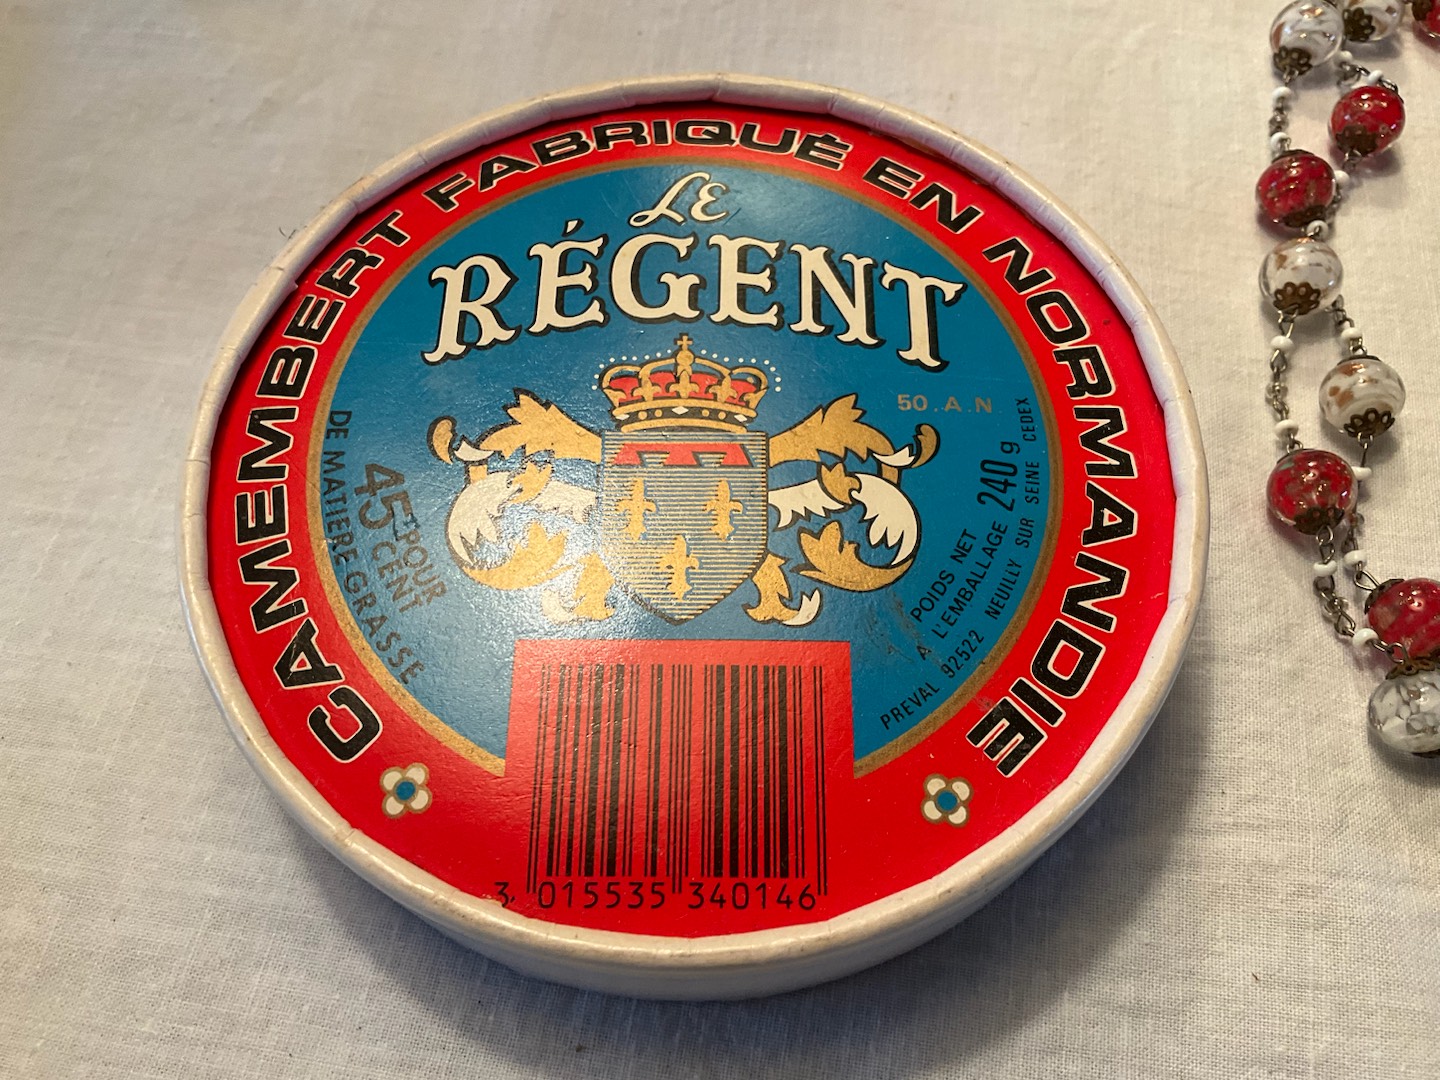 CAMEMBERT FABRIQUÉ EN NORMANDIE
LE
RÉGENT
50.A.N
45 POUR CENT
DE MATIERE GRASSE
POIDS NET 240 g
A L'EMBALLAGE
PREVAL 92522 NEUILLY SUR SEINE CEDEX
3 015535 340146